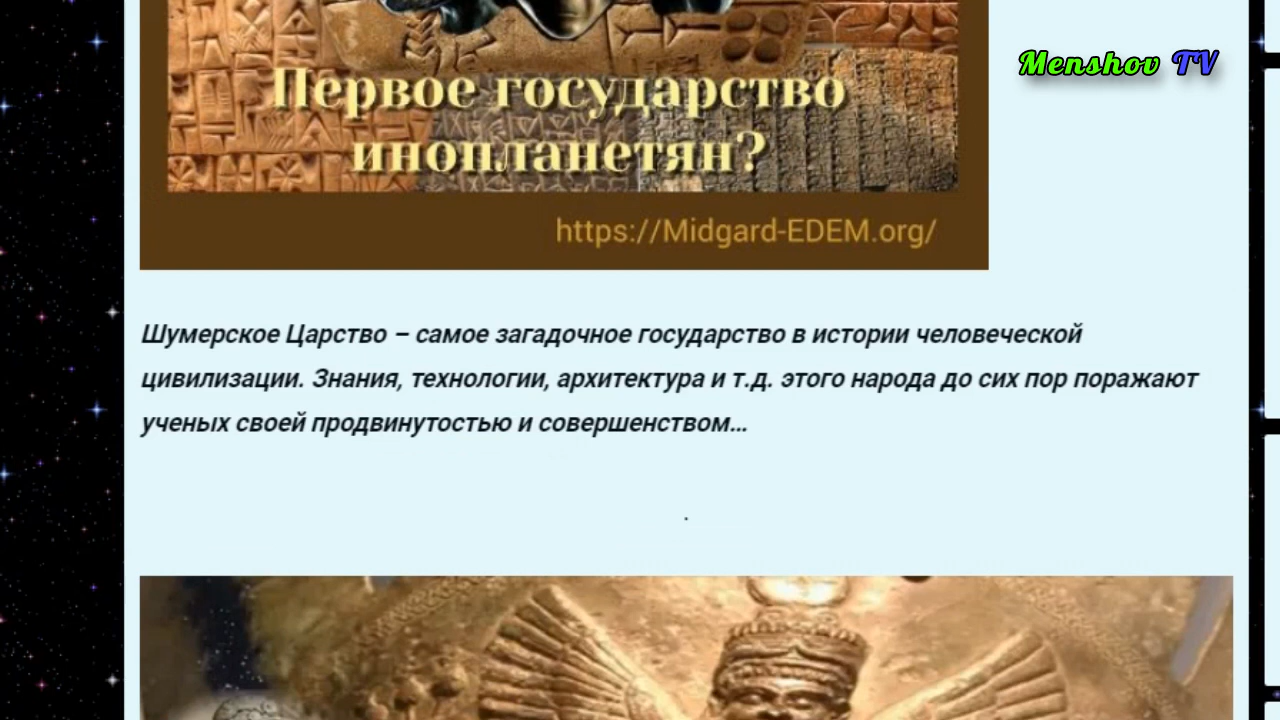 Menshov TV
Первое государство
инопланетян?
https://Midgard-EDEM.org/
Шумерское Царство – самое загадочное государство в истории человеческой
цивилизации. Знания, технологии, архитектура и т.д. этого народа до сих пор поражают
ученых своей продвинутостью и совершенством...
.